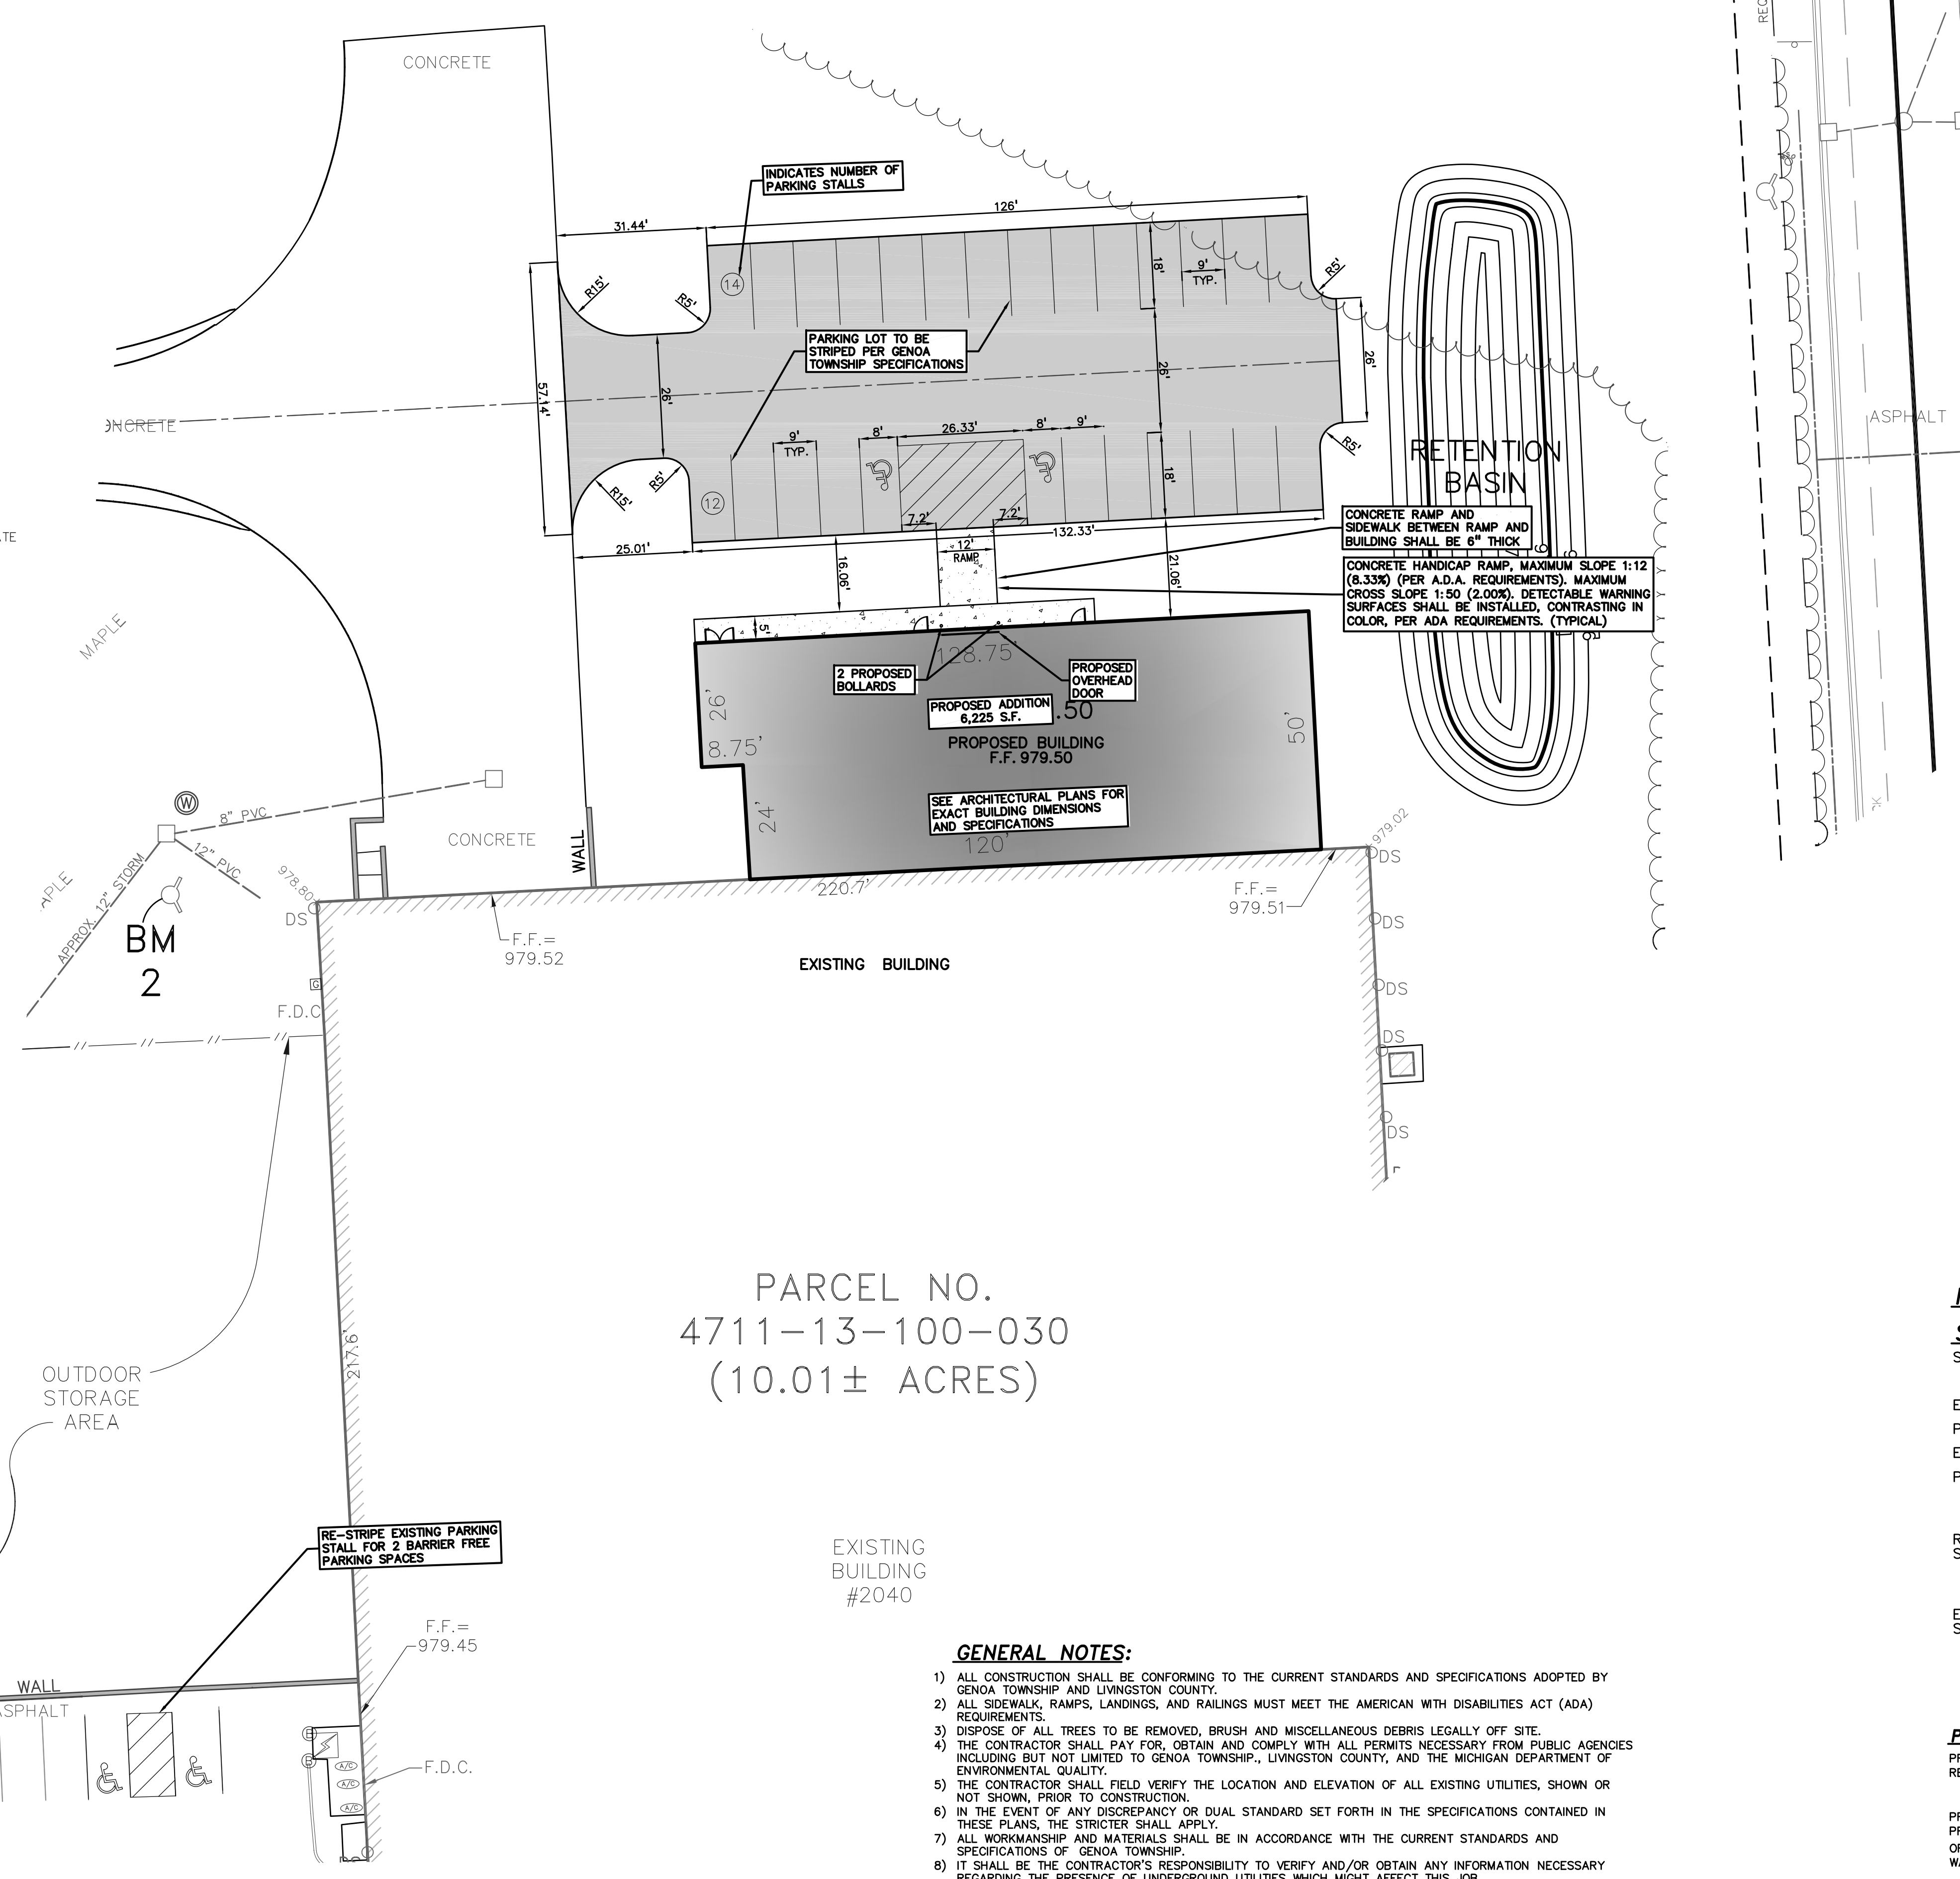 CONCRETE
INDICATES NUMBER OF
PARKING STALLS
31.44'
126'
14
R15'
R5'
18'
9'
TYP.
R5'
PARKING LOT TO BE
STRIPED PER GENOA
TOWNSHIP SPECIFICATIONS
57.14'
26'
26'
26'
ASPHALT
8'
26.33'
8'
9'
9'
TYP.
R5'
RETENTION
BASIN
R15'
R5'
12
18'
7.2'
7.2'
CONCRETE RAMP AND
SIDEWALK BETWEEN RAMP AND
BUILDING SHALL BE 6" THICK
25.01'
132.33'
12'
RAMP
16.06'
21.06'
CONCRETE HANDICAP RAMP, MAXIMUM SLOPE 1:12
(8.33%) (PER A.D.A. REQUIREMENTS). MAXIMUM
CROSS SLOPE 1:50 (2.00%). DETECTABLE WARNING
SURFACES SHALL BE INSTALLED, CONTRASTING IN
COLOR, PER ADA REQUIREMENTS. (TYPICAL)
5'
MAPLE
128.75'
2 PROPOSED
BOLLARDS
PROPOSED
OVERHEAD
DOOR
26'
PROPOSED ADDITION
6,225 S.F.
.50
8.75'
50'
PROPOSED BUILDING
F.F. 979.50
SEE ARCHITECTURAL PLANS FOR
EXACT BUILDING DIMENSIONS
AND SPECIFICATIONS
24'
120'
W
8" PVC
12" PVC
CONCRETE
WALL
979.02
DS
978.80
DS
220.7'
F.F.=
979.51
APPROX. 12" STORM
BM
2
F.F.=
979.52
DS
EXISTING BUILDING
G
DS
F.D.C
DS
DS
PARCEL NO.
4711-13-100-030
(10.01± ACRES)
217.6'
OUTDOOR
STORAGE
AREA
RE-STRIPE EXISTING PARKING
STALL FOR 2 BARRIER FREE
PARKING SPACES
EXISTING
BUILDING
#2040
F.F.=
979.45
WALL
F.D.C.
A/C
A/C
A/C
GENERAL NOTES:
1) ALL CONSTRUCTION SHALL BE CONFORMING TO THE CURRENT STANDARDS AND SPECIFICATIONS ADOPTED BY
GENOA TOWNSHIP AND LIVINGSTON COUNTY.
2) ALL SIDEWALK, RAMPS, LANDINGS, AND RAILINGS MUST MEET THE AMERICAN WITH DISABILITIES ACT (ADA)
REQUIREMENTS.
3) DISPOSE OF ALL TREES TO BE REMOVED, BRUSH AND MISCELLANEOUS DEBRIS LEGALLY OFF SITE.
4) THE CONTRACTOR SHALL PAY FOR, OBTAIN AND COMPLY WITH ALL PERMITS NECESSARY FROM PUBLIC AGENCIES
INCLUDING BUT NOT LIMITED TO GENOA TOWNSHIP., LIVINGSTON COUNTY, AND THE MICHIGAN DEPARTMENT OF
ENVIRONMENTAL QUALITY.
5) THE CONTRACTOR SHALL FIELD VERIFY THE LOCATION AND ELEVATION OF ALL EXISTING UTILITIES, SHOWN OR
NOT SHOWN, PRIOR TO CONSTRUCTION.
6) IN THE EVENT OF ANY DISCREPANCY OR DUAL STANDARD SET FORTH IN THE SPECIFICATIONS CONTAINED IN
THESE PLANS, THE STRICTER SHALL APPLY.
7) ALL WORKMANSHIP AND MATERIALS SHALL BE IN ACCORDANCE WITH THE CURRENT STANDARDS AND
SPECIFICATIONS OF GENOA TOWNSHIP.
8) IT SHALL BE THE CONTRACTOR'S RESPONSIBILITY TO VERIFY AND/OR OBTAIN ANY INFORMATION NECESSARY
REGARDING THE PRESENCE OF UNDERGROUND UTILITIES WHICH MIGHT AFFECT THIS JOB.